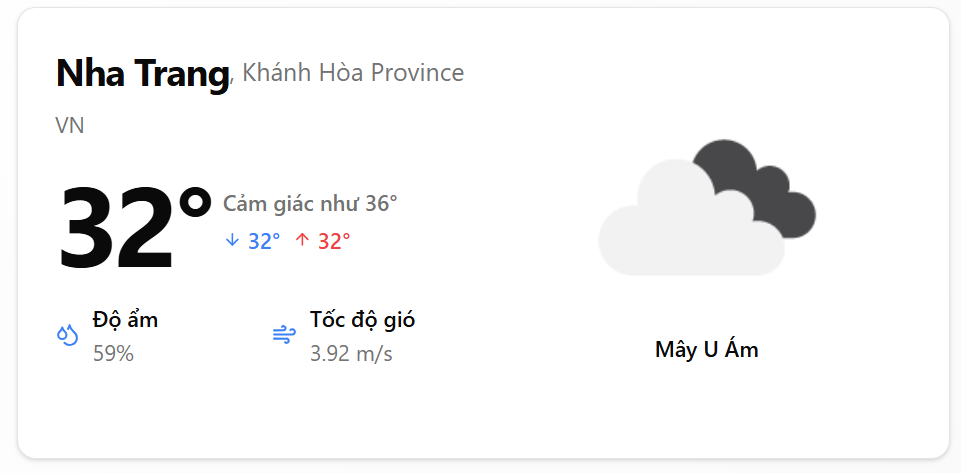 Nha Trang, Khánh Hòa Province
VN
32° Cảm giác như 36°
↓ 32° ↑ 32°
Độ ẩm Tốc độ gió
59% 3.92 m/s
Mây U Ám